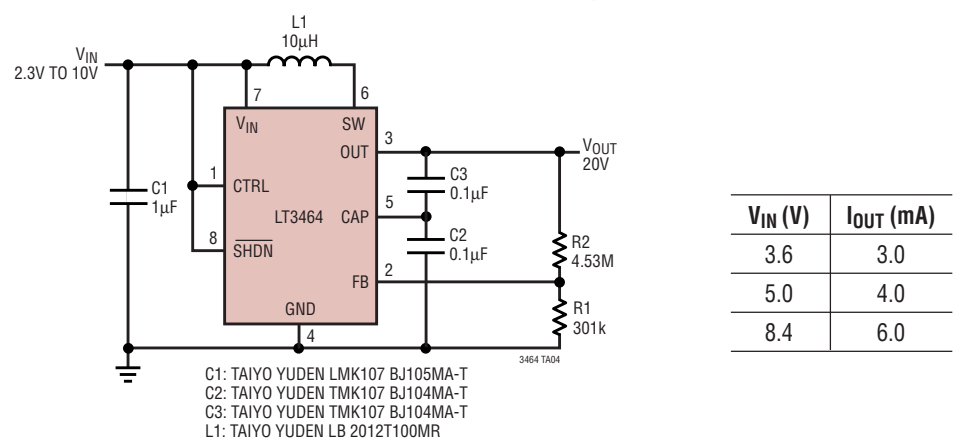 L1
10µH
VIN
2.3V TO 10V
7
6
VIN
SW
3
OUT
VOUT
20V
C3
0.1µF
1
CTRL
C1
1µF
LT3464
CAP
5
C2
0.1µF
8
SHDN
R2
4.53M
FB
2
GND
4
R1
301k
3464 TA04
C1: TAIYO YUDEN LMK107 BJ105MA-T
C2: TAIYO YUDEN TMK107 BJ104MA-T
C3: TAIYO YUDEN TMK107 BJ104MA-T
L1: TAIYO YUDEN LB 2012T100MR
VIN (V) IOUT (mA)
3.6 3.0
5.0 4.0
8.4 6.0